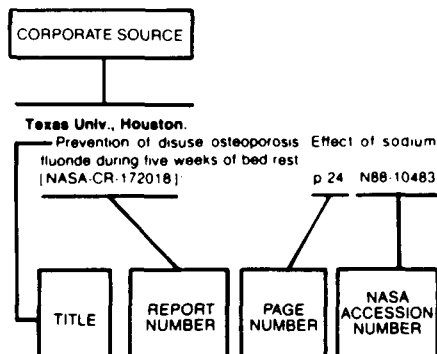 CORPORATE SOURCE
Texas Univ., Houston.
Prevention of disuse osteoporosis Effect of sodium
fluonde during five weeks of bed rest
[NASA-CR-172018] p 24 N88-10483
TITLE
REPORT
NUMBER
PAGE
NUMBER
NASA
ACCESSION
NUMBER